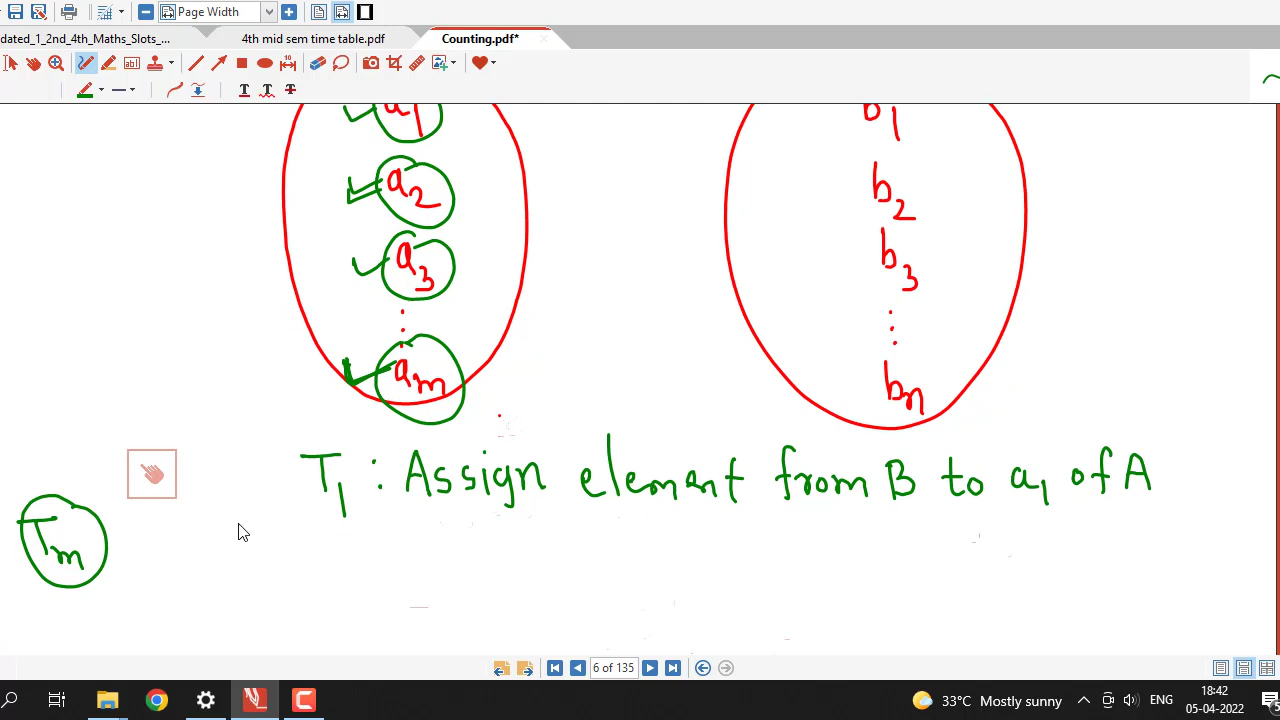 Page Width
dated_1_2nd_4th_Maths_Slots_...
4th mid sem time table.pdf
Counting.pdf*
10
T T T
a1
b1
a2
b2
a3
b3
⋮
⋮
am
bn
T1 : Assign element from B to a1 of A
Tm
6 of 135
33°C Mostly sunny
ENG
18:42
05-04-2022